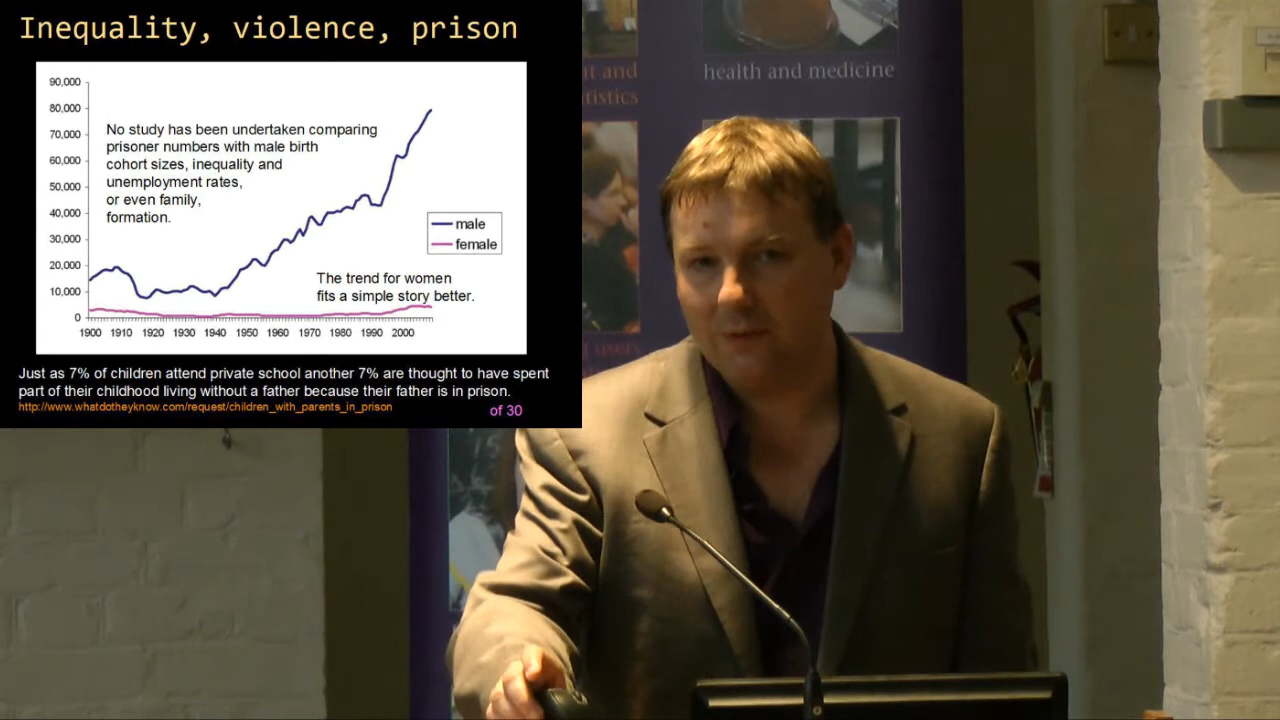 Inequality, violence, prison
90,000
80,000
70,000
60,000
50,000
40,000
30,000
20,000
10,000
0
No study has been undertaken comparing
prisoner numbers with male birth
cohort sizes, inequality and
unemployment rates,
or even family,
formation.
male
female
The trend for women
fits a simple story better.
1900 1910 1920 1930 1940 1950 1960 1970 1980 1990 2000
Just as 7% of children attend private school another 7% are thought to have spent
part of their childhood living without a father because their father is in prison.
http://www.whatdotheyknow.com/request/children_with_parents_in_prison
of 30
and
health and medicine